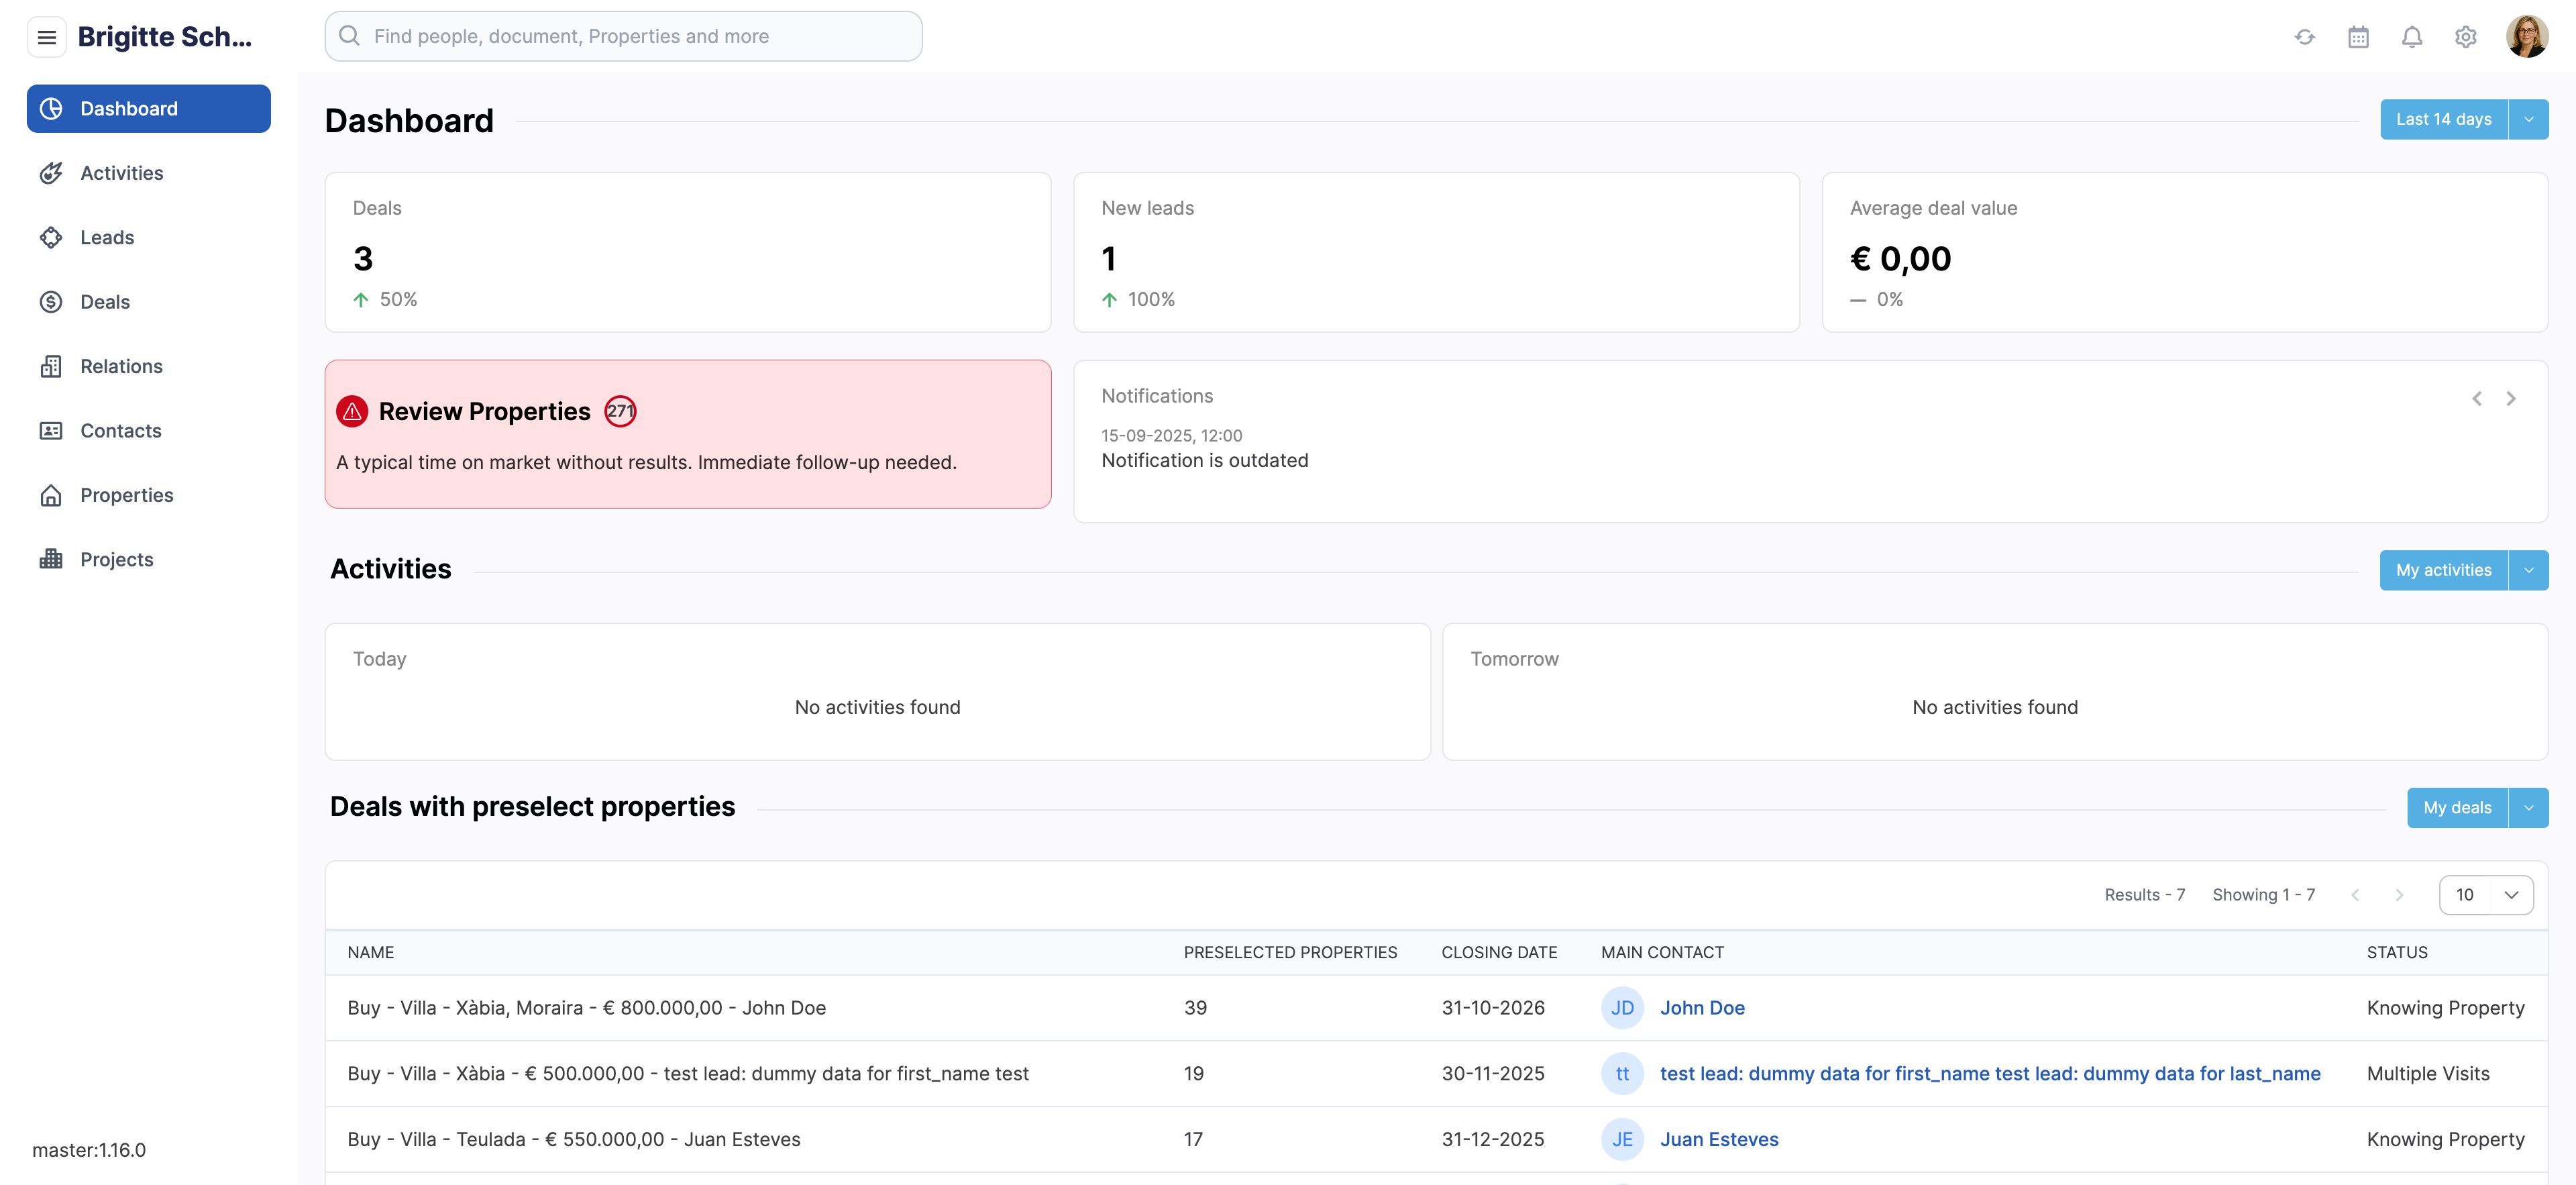 Brigitte Sch...
Find people, document, Properties and more
Dashboard
Activities
Leads
Deals
Relations
Contacts
Properties
Projects
master:1.16.0
Dashboard
Last 14 days
Deals
3
50%
New leads
1
100%
Average deal value
€ 0,00
0%
Review Properties 271
A typical time on market without results. Immediate follow-up needed.
Notifications
15-09-2025, 12:00
Notification is outdated
Activities
My activities
Today
No activities found
Tomorrow
No activities found
Deals with preselect properties
My deals
Results - 7 Showing 1 - 7 10
NAME PRESELECTED PROPERTIES CLOSING DATE MAIN CONTACT STATUS
Buy - Villa - Xàbia, Moraira - € 800.000,00 - John Doe 39 31-10-2026 JD John Doe Knowing Property
Buy - Villa - Xàbia - € 500.000,00 - test lead: dummy data for first_name test 19 30-11-2025 tt test lead: dummy data for first_name test lead: dummy data for last_name Multiple Visits
Buy - Villa - Teulada - € 550.000,00 - Juan Esteves 17 31-12-2025 JE Juan Esteves Knowing Property